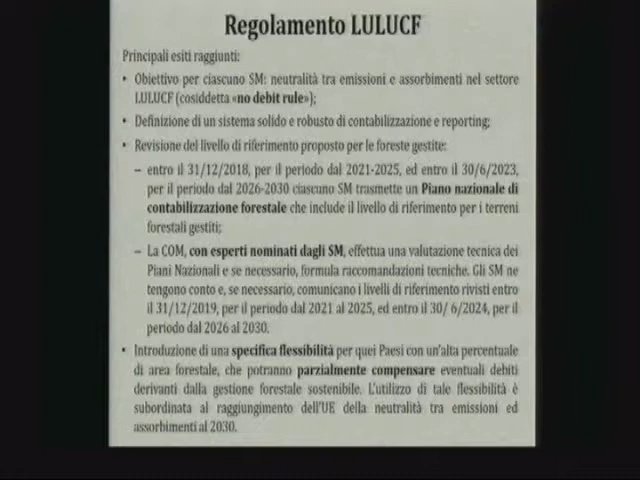 Regolamento LULUCF
Principali esiti raggiunti:
• Obiettivo per ciascuno SM: neutralità tra emissioni e assorbimenti nel settore
LULUCF (cosiddetta «no debit rule»);
• Definizione di un sistema solido e robusto di contabilizzazione e reporting;
• Revisione del livello di riferimento proposto per le foreste gestite:
– entro il 31/12/2018, per il periodo dal 2021-2025, ed entro il 30/6/2023,
per il periodo dal 2026-2030 ciascuno SM trasmette un Piano nazionale di
contabilizzazione forestale che include il livello di riferimento per i terreni
forestali gestiti;
– La COM, con esperti nominati dagli SM, effettua una valutazione tecnica dei
Piani Nazionali e se necessario, formula raccomandazioni tecniche. Gli SM ne
tengono conto e, se necessario, comunicano i livelli di riferimento rivisti entro
il 31/12/2019, per il periodo dal 2021 al 2025, ed entro il 30/ 6/2024, per il
periodo dal 2026 al 2030.
• Introduzione di una specifica flessibilità per quei Paesi con un'alta percentuale
di area forestale, che potranno parzialmente compensare eventuali debiti
derivanti dalla gestione forestale sostenibile. L'utilizzo di tale flessibilità è
subordinata al raggiungimento dell'UE della neutralità tra emissioni ed
assorbimenti al 2030.